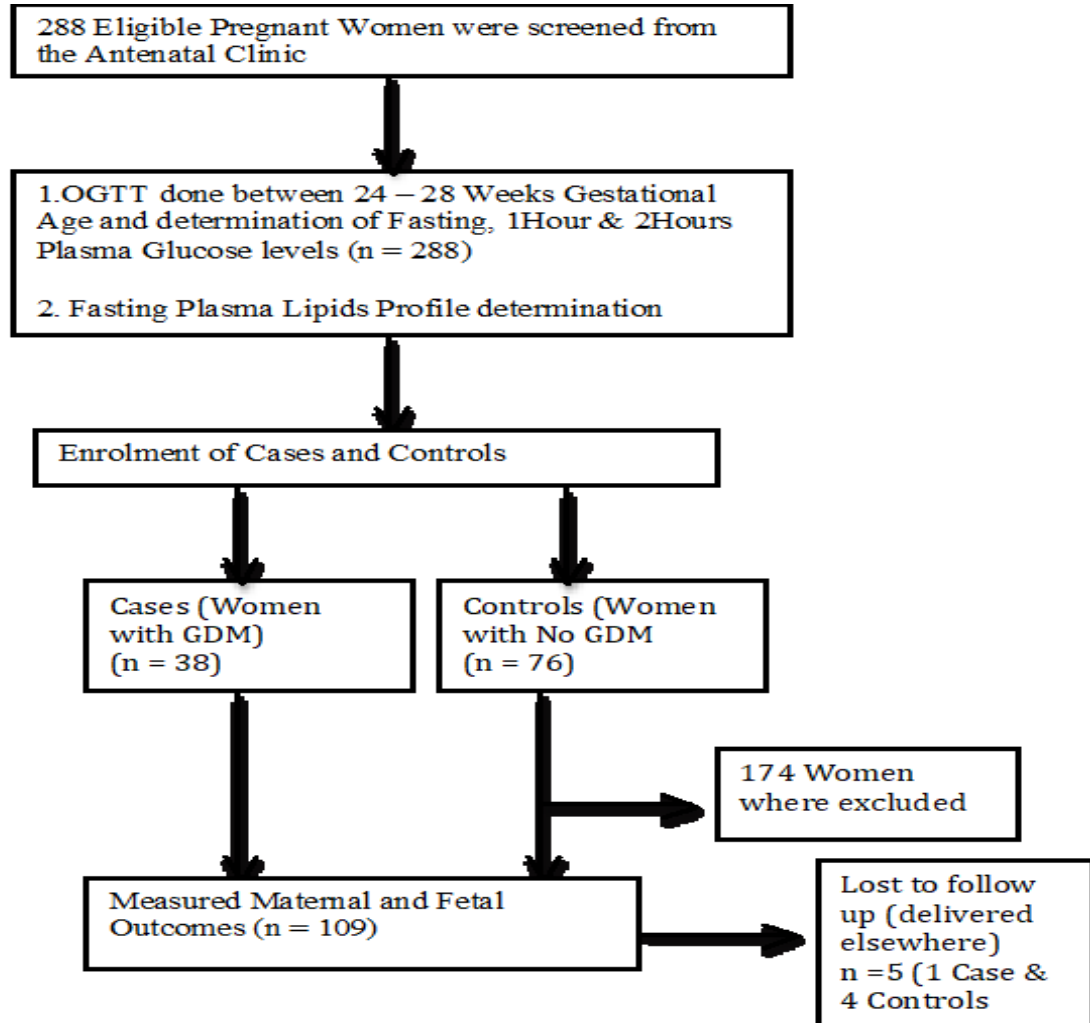 288 Eligible Pregnant Women were screened from
the Antenatal Clinic
1.OGTT done between 24 – 28 Weeks Gestational
Age and determination of Fasting, 1Hour & 2Hours
Plasma Glucose levels (n = 288)
2. Fasting Plasma Lipids Profile determination
Enrolment of Cases and Controls
Cases (Women
with GDM)
(n = 38)
Controls (Women
with No GDM
(n = 76)
174 Women
where excluded
Measured Maternal and Fetal
Outcomes (n = 109)
Lost to follow
up (delivered
elsewhere)
n =5 (1 Case &
4 Controls